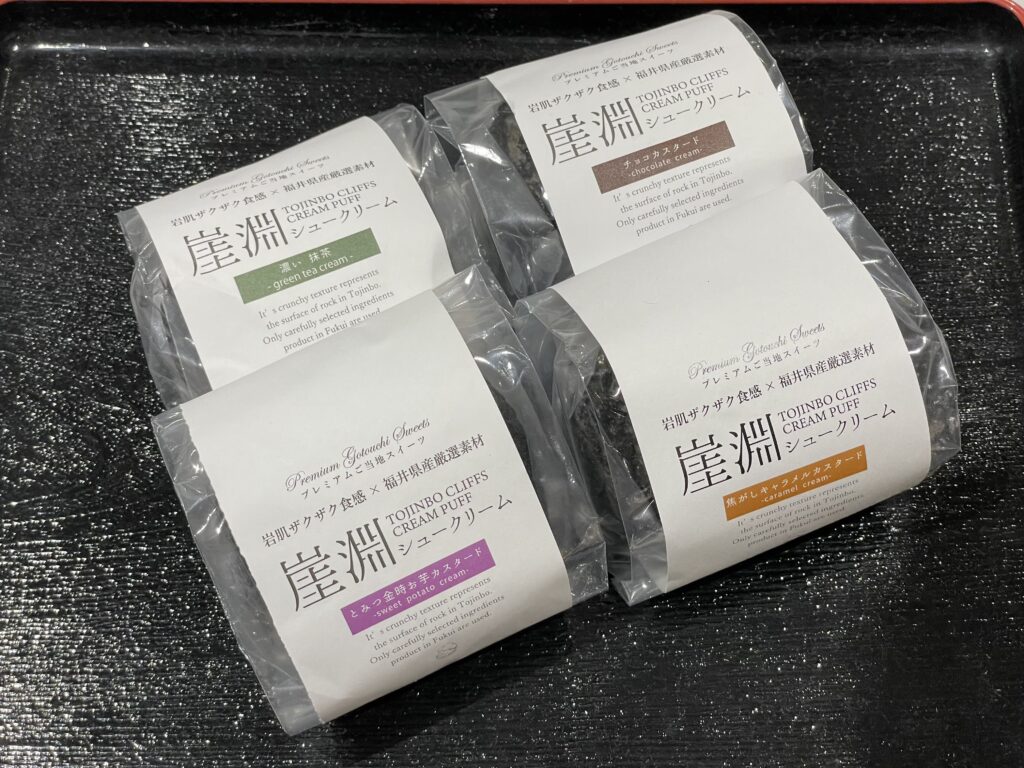 Premium Gotouchi Sweets
プレミアムご当地スイーツ
岩肌ザクザク食感×福井県産厳選素材
崖淵
TOJINBO CLIFFS
CREAM PUFF
シュークリーム
濃い 抹茶
- green tea cream -
It's crunchy texture represents
the surface of rock in Tojinbo.
Only carefully selected ingredients
product in Fukui are used.
Premium Gotouchi Sweets
プレミアムご当地スイーツ
岩肌ザクザク食感×福井県産厳選素材
崖淵
TOJINBO CLIFFS
CREAM PUFF
シュークリーム
チョコカスタード
-chocolate cream-
It's crunchy texture represents
the surface of rock in Tojinbo.
Only carefully selected ingredients
product in Fukui are used.
Premium Gotouchi Sweets
プレミアムご当地スイーツ
岩肌ザクザク食感×福井県産厳選素材
崖淵
TOJINBO CLIFFS
CREAM PUFF
シュークリーム
とみつ金時お芋カスタード
-sweet potato cream-
It's crunchy texture represents
the surface of rock in Tojinbo.
Only carefully selected ingredients
product in Fukui are used.
Premium Gotouchi Sweets
プレミアムご当地スイーツ
岩肌ザクザク食感×福井県産厳選素材
崖淵
TOJINBO CLIFFS
CREAM PUFF
シュークリーム
焦がしキャラメルカスタード
-caramel cream-
It's crunchy texture represents
the surface of rock in Tojinbo.
Only carefully selected ingredients
product in Fukui are used.